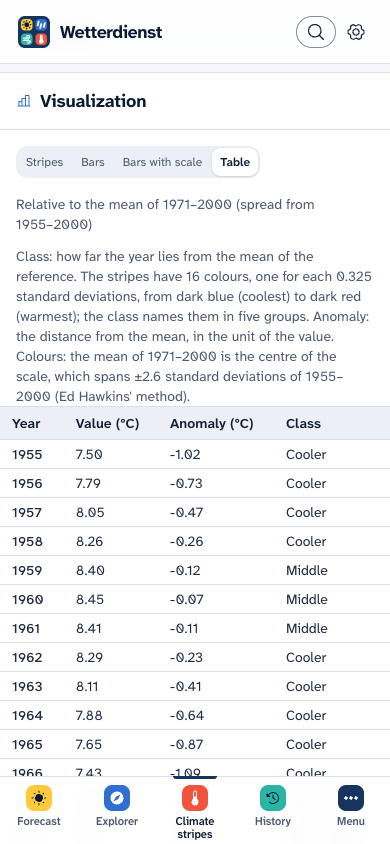 Wetterdienst
Visualization
Stripes Bars Bars with scale Table
Relative to the mean of 1971–2000 (spread from
1955–2000)
Class: how far the year lies from the mean of the
reference. The stripes have 16 colours, one for each 0.325
standard deviations, from dark blue (coolest) to dark red
(warmest); the class names them in five groups. Anomaly:
the distance from the mean, in the unit of the value.
Colours: the mean of 1971–2000 is the centre of the
scale, which spans ±2.6 standard deviations of 1955–
2000 (Ed Hawkins' method).
Year Value (°C) Anomaly (°C) Class
1955 7.50 -1.02 Cooler
1956 7.79 -0.73 Cooler
1957 8.05 -0.47 Cooler
1958 8.26 -0.26 Cooler
1959 8.40 -0.12 Middle
1960 8.45 -0.07 Middle
1961 8.41 -0.11 Middle
1962 8.29 -0.23 Cooler
1963 8.11 -0.41 Cooler
1964 7.88 -0.64 Cooler
1965 7.65 -0.87 Cooler
1966 7.43 -1.09 Cooler
Forecast Explorer Climate stripes History Menu